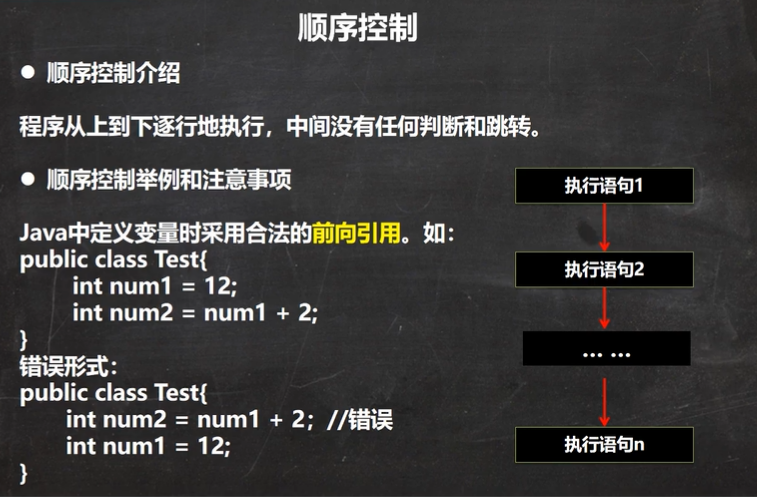 顺序控制
● 顺序控制介绍
程序从上到下逐行地执行，中间没有任何判断和跳转。
● 顺序控制举例和注意事项
Java中定义变量时采用合法的前向引用。如：
public class Test{
int num1 = 12;
int num2 = num1 + 2;
}
错误形式：
public class Test{
int num2 = num1 + 2；//错误
int num1 = 12;
}
执行语句1
执行语句2
... ...
执行语句n